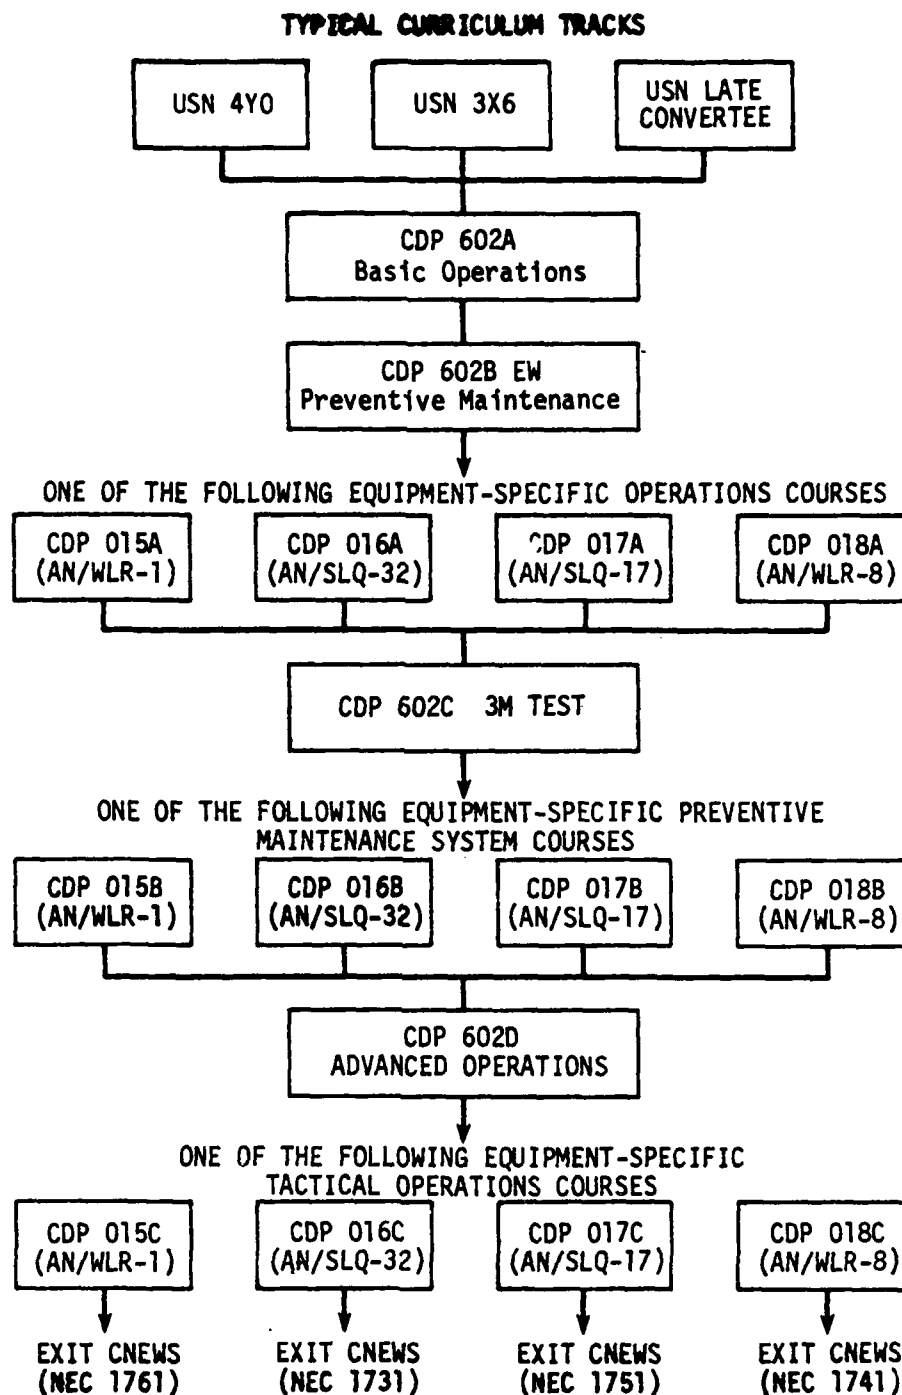 TYPICAL CURRICULUM TRACKS
USN 4YO
USN 3X6
USN LATE
CONVERTEE
CDP 602A
Basic Operations
CDP 602B EW
Preventive Maintenance
ONE OF THE FOLLOWING EQUIPMENT-SPECIFIC OPERATIONS COURSES
CDP 015A
(AN/WLR-1)
CDP 016A
(AN/SLQ-32)
CDP 017A
(AN/SLQ-17)
CDP 018A
(AN/WLR-8)
CDP 602C 3M TEST
ONE OF THE FOLLOWING EQUIPMENT-SPECIFIC PREVENTIVE
MAINTENANCE SYSTEM COURSES
CDP 015B
(AN/WLR-1)
CDP 016B
(AN/SLQ-32)
CDP 017B
(AN/SLQ-17)
CDP 018B
(AN/WLR-8)
CDP 602D
ADVANCED OPERATIONS
ONE OF THE FOLLOWING EQUIPMENT-SPECIFIC
TACTICAL OPERATIONS COURSES
CDP 015C
(AN/WLR-1)
CDP 016C
(AN/SLQ-32)
CDP 017C
(AN/SLQ-17)
CDP 018C
(AN/WLR-8)
EXIT CNEWS
(NEC 1761)
EXIT CNEWS
(NEC 1731)
EXIT CNEWS
(NEC 1751)
EXIT CNEWS
(NEC 1741)